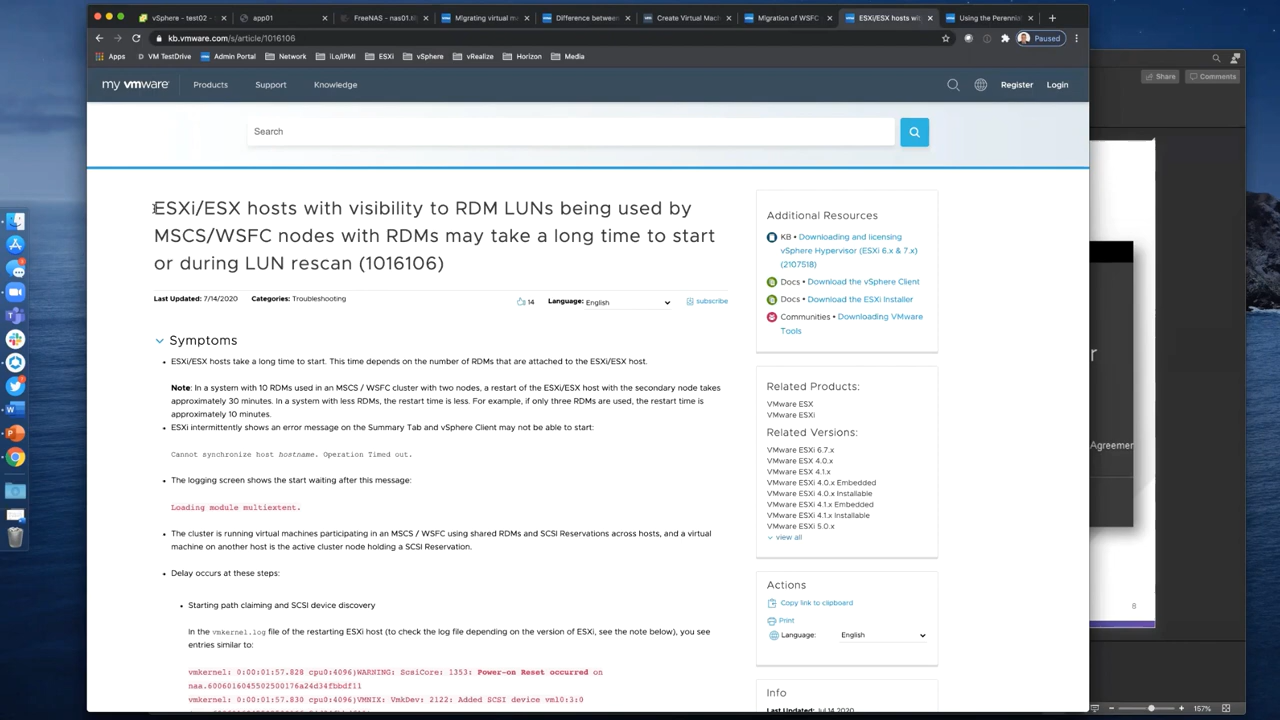 vSphere - test02 -
app01
FreeNAS - nas01.fij
Migrating virtual m
Difference between
Create Virtual Mach
Migration of WSFC
ESXi/ESX hosts wit
Using the Perennia
kb.vmware.com/s/article/1016106
Paused
Apps
VM TestDrive
Admin Portal
Network
iLo/IPMI
ESXi
vSphere
vRealize
Horizon
Media
Share
Comments
my vmware
Products
Support
Knowledge
Register
Login
Search
ESXi/ESX hosts with visibility to RDM LUNs being used by
MSCS/WSFC nodes with RDMs may take a long time to start
or during LUN rescan (1016106)
Last Updated: 7/14/2020 Categories: Troubleshooting
14
Language: English
subscribe
Symptoms
• ESXi/ESX hosts take a long time to start. This time depends on the number of RDMs that are attached to the ESXi/ESX host.
Note: In a system with 10 RDMs used in an MSCS / WSFC cluster with two nodes, a restart of the ESXi/ESX host with the secondary node takes
approximately 30 minutes. In a system with less RDMs, the restart time is less. For example, if only three RDMs are used, the restart time is
approximately 10 minutes.
• ESXi intermittently shows an error message on the Summary Tab and vSphere Client may not be able to start:
Cannot synchronize host hostname. Operation Timed out.
• The logging screen shows the start waiting after this message:
Loading module multiextent.
• The cluster is running virtual machines participating in an MSCS / WSFC using shared RDMs and SCSI Reservations across hosts, and a virtual
machine on another host is the active cluster node holding a SCSI Reservation.
• Delay occurs at these steps:
• Starting path claiming and SCSI device discovery
In the vmkernel.log file of the restarting ESXi host (to check the log file depending on the version of ESXi, see the note below), you see
entries similar to:
vmkernel: 0:00:01:57.828 cpu0:4096)WARNING: ScsiCore: 1353: Power-on Reset occurred on
naa.6006016045502500176a24d34fbbdf11
vmkernel: 0:00:01:57.830 cpu0:4096)VMNIX: VmkDev: 2122: Added SCSI device vml0:3:0
Additional Resources
KB • Downloading and licensing
vSphere Hypervisor (ESXi 6.x & 7.x)
(2107518)
Docs • Download the vSphere Client
Docs • Download the ESXi Installer
Communities • Downloading VMware
Tools
Related Products:
VMware ESX
VMware ESXi
Related Versions:
VMware ESXi 6.7.x
VMware ESX 4.0.x
VMware ESX 4.1.x
VMware ESXi 4.0.x Embedded
VMware ESXi 4.0.x Installable
VMware ESXi 4.1.x Embedded
VMware ESXi 4.1.x Installable
VMware ESXi 5.0.x
view all
Actions
Copy link to clipboard
Print
Language: English
Info
Last Updated: Jul 14, 2020
r
Agreemer
8
157%